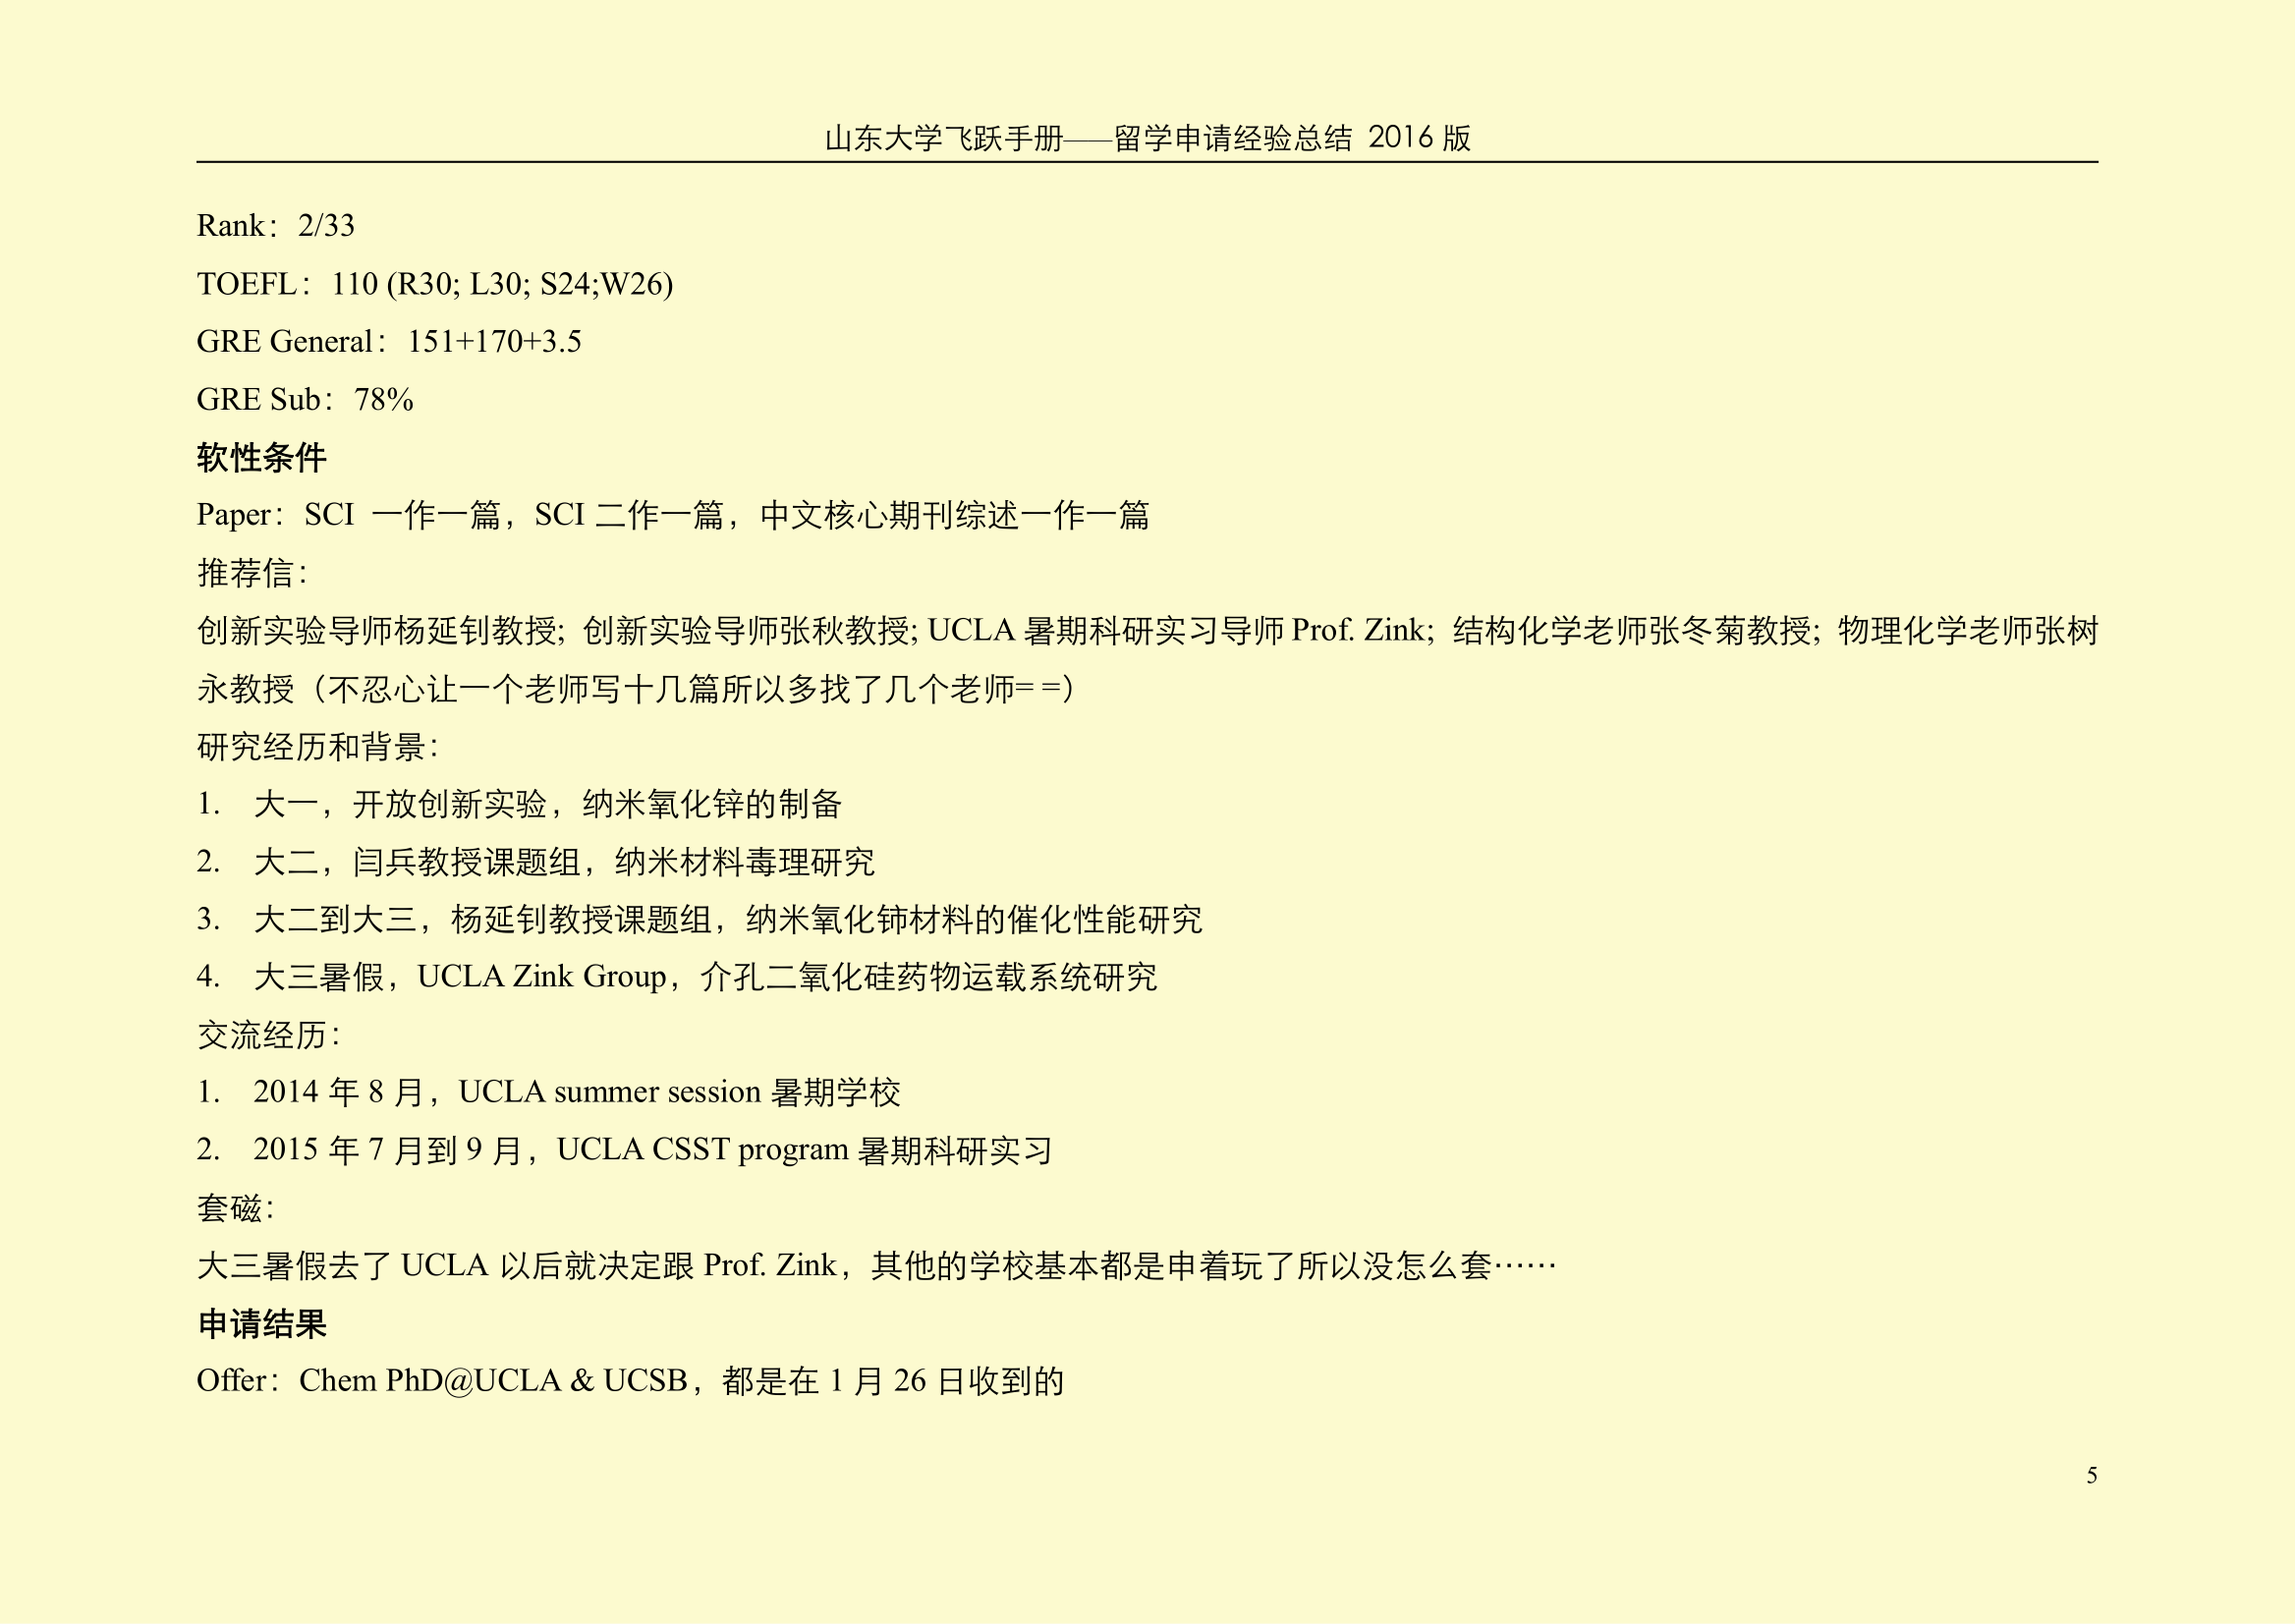 山东大学飞跃手册——留学申请经验总结 2016 版
Rank：2/33
TOEFL：110 (R30; L30; S24;W26)
GRE General：151+170+3.5
GRE Sub：78%
软性条件
Paper：SCI 一作一篇，SCI 二作一篇，中文核心期刊综述一作一篇
推荐信：
创新实验导师杨延钊教授; 创新实验导师张秋教授; UCLA 暑期科研实习导师 Prof. Zink; 结构化学老师张冬菊教授; 物理化学老师张树
永教授（不忍心让一个老师写十几篇所以多找了几个老师= =）
研究经历和背景：
1. 大一，开放创新实验，纳米氧化锌的制备
2. 大二，闫兵教授课题组，纳米材料毒理研究
3. 大二到大三，杨延钊教授课题组，纳米氧化铈材料的催化性能研究
4. 大三暑假，UCLA Zink Group，介孔二氧化硅药物运载系统研究
交流经历：
1. 2014 年 8 月，UCLA summer session 暑期学校
2. 2015 年 7 月到 9 月，UCLA CSST program 暑期科研实习
套磁：
大三暑假去了 UCLA 以后就决定跟 Prof. Zink，其他的学校基本都是申着玩了所以没怎么套……
申请结果
Offer：Chem PhD@UCLA & UCSB，都是在 1 月 26 日收到的
5